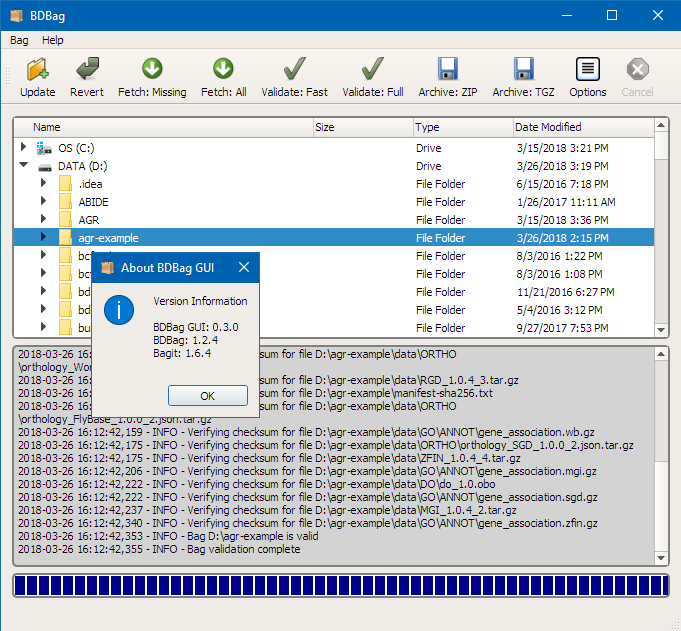 BDBag
Bag Help
Update Revert Fetch: Missing Fetch: All Validate: Fast Validate: Full Archive: ZIP Archive: TGZ Options Cancel
Name Size Type Date Modified
OS (C:) Drive 3/15/2018 3:21 PM
DATA (D:) Drive 3/26/2018 3:19 PM
.idea File Folder 6/15/2016 7:18 PM
ABIDE File Folder 1/26/2017 11:11 AM
AGR File Folder 3/15/2018 3:36 PM
agr-example File Folder 3/26/2018 2:15 PM
File Folder 8/3/2016 1:22 PM
File Folder 8/3/2016 1:08 PM
File Folder 11/21/2016 6:27 PM
File Folder 5/4/2016 3:12 PM
File Folder 9/27/2017 7:53 PM
About BDBag GUI
Version Information
BDBag GUI: 0.3.0
BDBag: 1.2.4
Bagit: 1.6.4
OK
2018-03-26 16: sum for file D:\agr-example\data\ORTHO
2018-03-26 16: sum for file D:\agr-example\data\RGD_1.0.4_3.tar.gz
2018-03-26 16: sum for file D:\agr-example\manifest-sha256.txt
2018-03-26 16: sum for file D:\agr-example\data\ORTHO
\orthology_FlyBase_1.0.0_2.json.tar.gz
2018-03-26 16:12:42,159 - INFO - Verifying checksum for file D:\agr-example\data\GO\ANNOT\gene_association.wb.gz
2018-03-26 16:12:42,175 - INFO - Verifying checksum for file D:\agr-example\data\ORTHO\orthology_SGD_1.0.0_2.json.tar.gz
2018-03-26 16:12:42,175 - INFO - Verifying checksum for file D:\agr-example\data\ZFIN_1.0.4_4.tar.gz
2018-03-26 16:12:42,206 - INFO - Verifying checksum for file D:\agr-example\data\GO\ANNOT\gene_association.mgi.gz
2018-03-26 16:12:42,222 - INFO - Verifying checksum for file D:\agr-example\data\DO\do_1.0.obo
2018-03-26 16:12:42,222 - INFO - Verifying checksum for file D:\agr-example\data\GO\ANNOT\gene_association.sgd.gz
2018-03-26 16:12:42,237 - INFO - Verifying checksum for file D:\agr-example\data\MGI_1.0.4_2.tar.gz
2018-03-26 16:12:42,340 - INFO - Verifying checksum for file D:\agr-example\data\GO\ANNOT\gene_association.zfin.gz
2018-03-26 16:12:42,353 - INFO - Bag D:\agr-example is valid
2018-03-26 16:12:42,355 - INFO - Bag validation complete